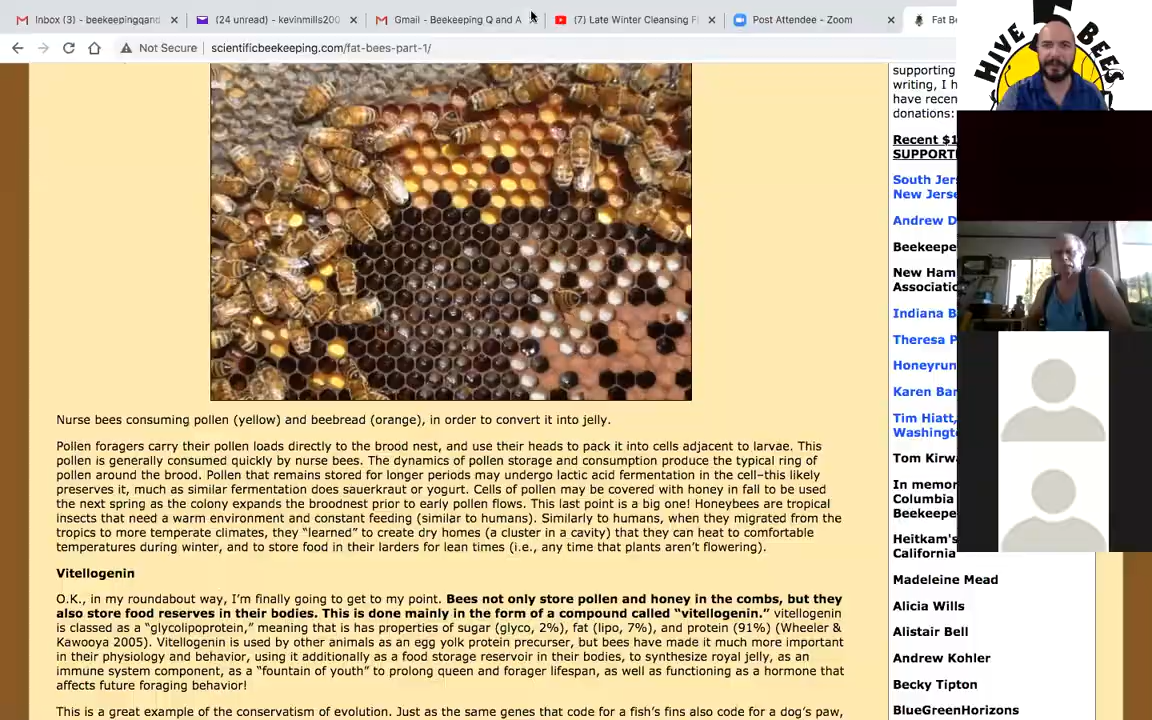 Inbox (3) - beekeepingqand
(24 unread) - kevinmills200
Gmail - Beekeeping Q and A
(7) Late Winter Cleansing F
Post Attendee - Zoom
Fat Be
Not Secure
scientificbeekeeping.com/fat-bees-part-1/
HIVE 5 BEES
Nurse bees consuming pollen (yellow) and beebread (orange), in order to convert it into jelly.
Pollen foragers carry their pollen loads directly to the brood nest, and use their heads to pack it into cells adjacent to larvae. This
pollen is generally consumed quickly by nurse bees. The dynamics of pollen storage and consumption produce the typical ring of
pollen around the brood. Pollen that remains stored for longer periods may undergo lactic acid fermentation in the cell–this likely
preserves it, much as similar fermentation does sauerkraut or yogurt. Cells of pollen may be covered with honey in fall to be used
the next spring as the colony expands the broodnest prior to early pollen flows. This last point is a big one! Honeybees are tropical
insects that need a warm environment and constant feeding (similar to humans). Similarly to humans, when they migrated from the
tropics to more temperate climates, they “learned” to create dry homes (a cluster in a cavity) that they can heat to comfortable
temperatures during winter, and to store food in their larders for lean times (i.e., any time that plants aren’t flowering).
Vitellogenin
O.K., in my roundabout way, I’m finally going to get to my point. Bees not only store pollen and honey in the combs, but they
also store food reserves in their bodies. This is done mainly in the form of a compound called “vitellogenin.” vitellogenin
is classed as a “glycolipoprotein,” meaning that is has properties of sugar (glyco, 2%), fat (lipo, 7%), and protein (91%) (Wheeler &
Kawooya 2005). Vitellogenin is used by other animals as an egg yolk protein precurser, but bees have made it much more important
in their physiology and behavior, using it additionally as a food storage reservoir in their bodies, to synthesize royal jelly, as an
immune system component, as a “fountain of youth” to prolong queen and forager lifespan, as well as functioning as a hormone that
affects future foraging behavior!
This is a great example of the conservatism of evolution. Just as the same genes that code for a fish’s fins also code for a dog’s paw,
supporting
writing, I h
have recen
donations:
Recent $1
SUPPORT
South Jers
New Jerse
Andrew D
Beekeepe
New Ham
Associatio
Indiana B
Theresa P
Honeyrun
Karen Bar
Tim Hiatt,
Washingt
Tom Kirw
In memor
Columbia
Beekeepe
Heitkam's
California
Madeleine Mead
Alicia Wills
Alistair Bell
Andrew Kohler
Becky Tipton
BlueGreenHorizons